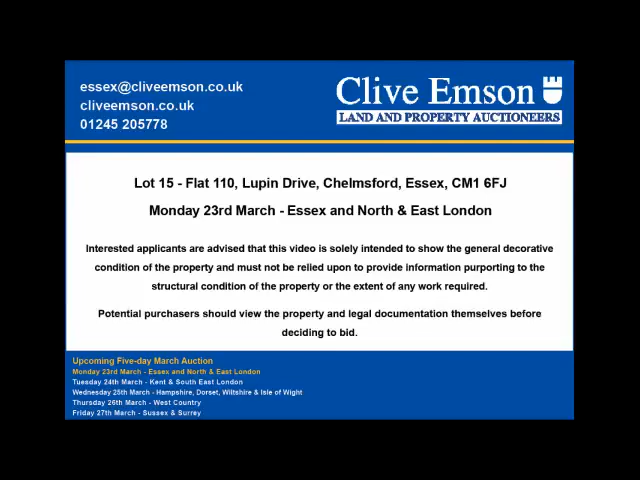 essex@cliveemson.co.uk
cliveemson.co.uk
01245 205778
Clive Emson
LAND AND PROPERTY AUCTIONEERS
Lot 15 - Flat 110, Lupin Drive, Chelmsford, Essex, CM1 6FJ
Monday 23rd March - Essex and North & East London
Interested applicants are advised that this video is solely intended to show the general decorative
condition of the property and must not be relied upon to provide information purporting to the
structural condition of the property or the extent of any work required.
Potential purchasers should view the property and legal documentation themselves before
deciding to bid.
Upcoming Five-day March Auction
Monday 23rd March - Essex and North & East London
Tuesday 24th March - Kent & South East London
Wednesday 25th March - Hampshire, Dorset, Wiltshire & Isle of Wight
Thursday 26th March - West Country
Friday 27th March - Sussex & Surrey